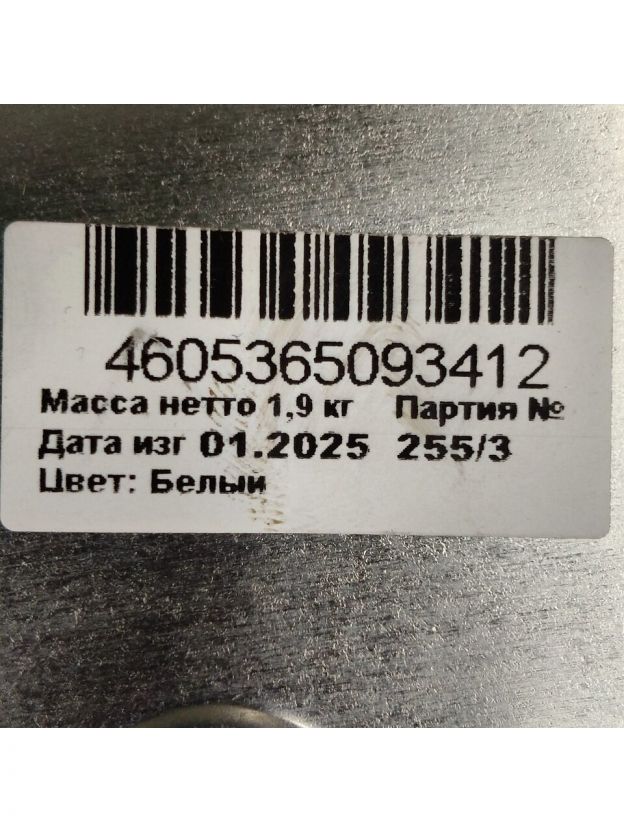 4605365093412
Масса нетто 1,9 кг Партия №
Дата изг 01.2025 255/3
Цвет: Белый